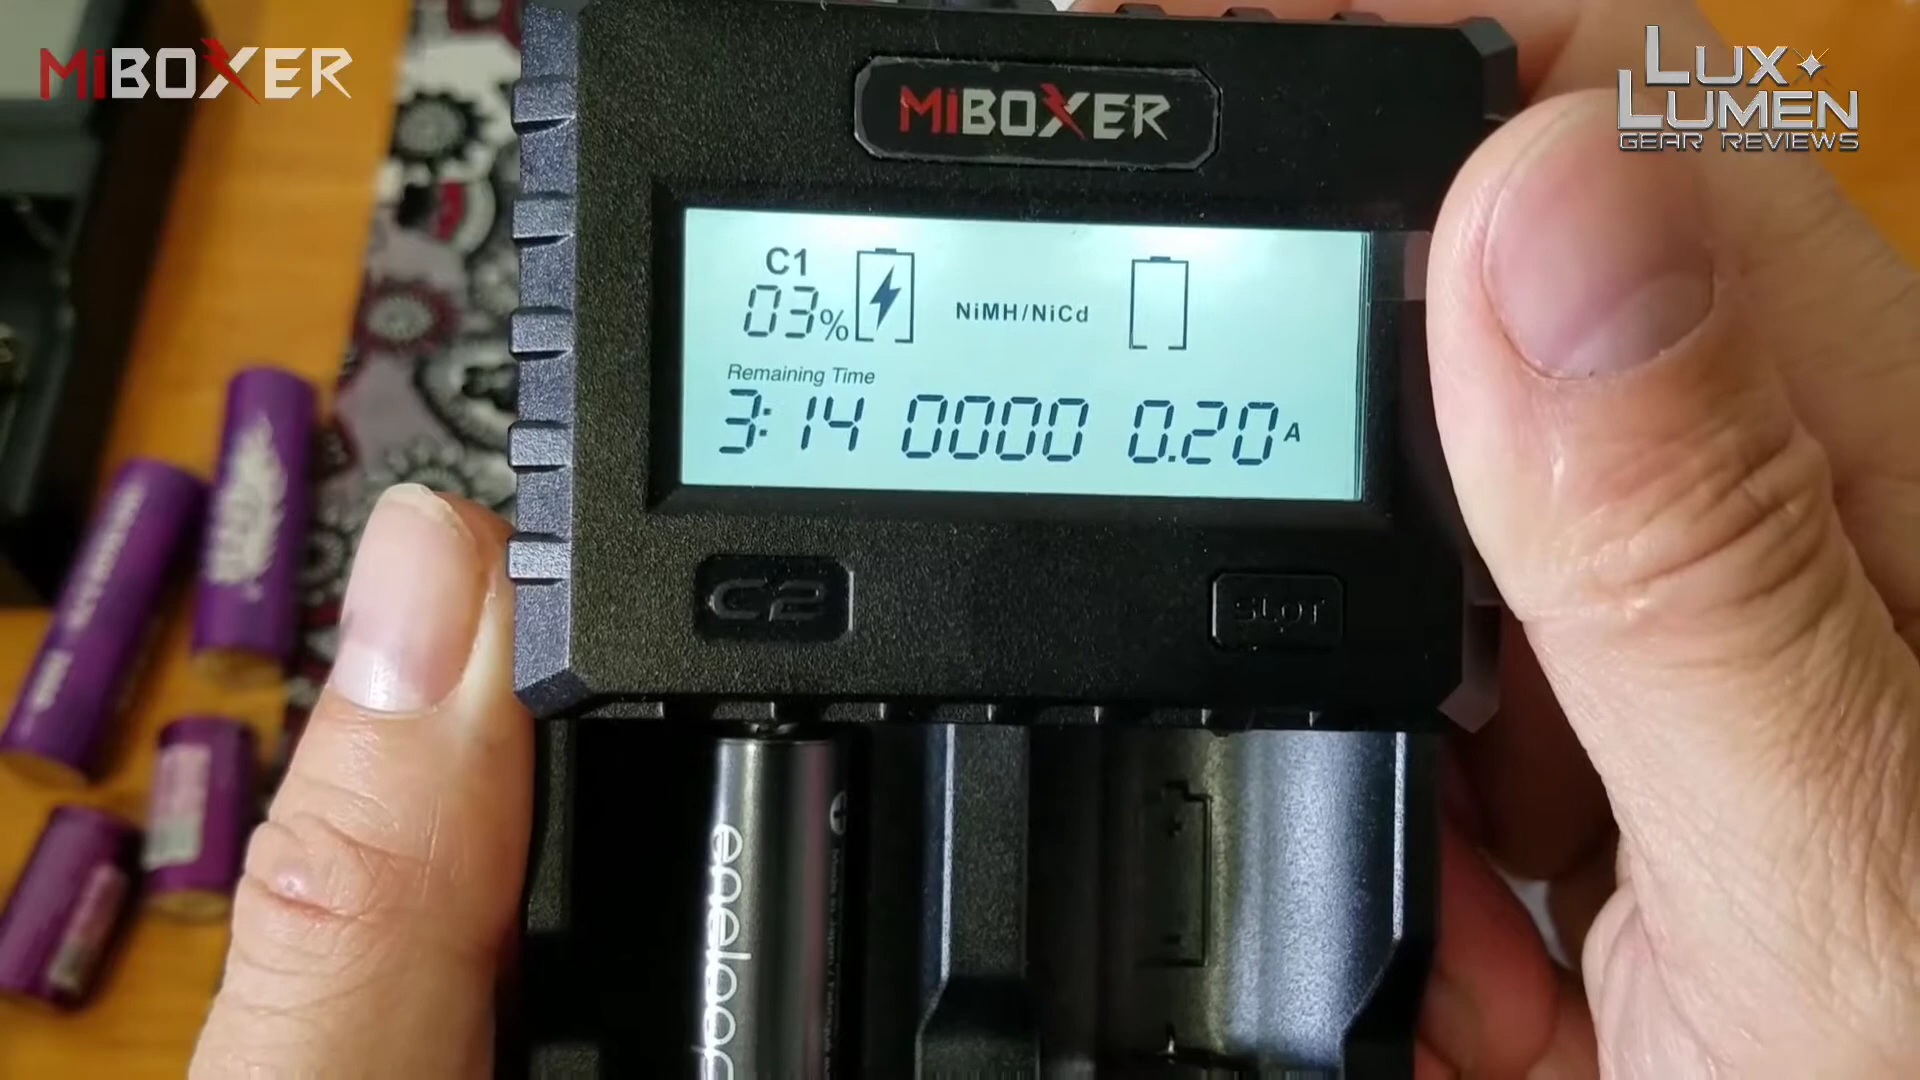 MiBOXER
LUX
LUMEN
GEAR REVIEWS
MiBOXER
C1
03%
NiMH/NiCd
Remaining Time
3:14 0000 0.20A
C2
SLOT
eneloop